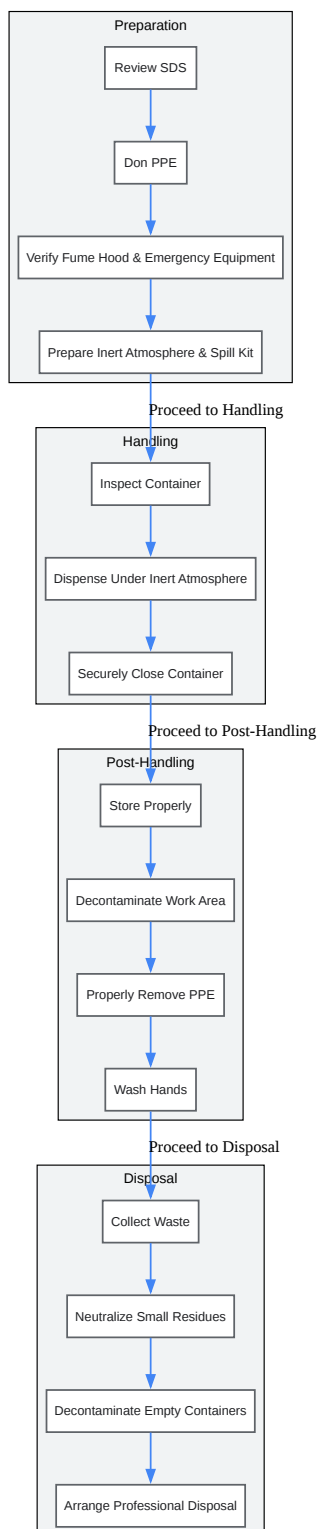 Preparation
Review SDS
Don PPE
Verify Fume Hood & Emergency Equipment
Prepare Inert Atmosphere & Spill Kit
Proceed to Handling
Handling
Inspect Container
Dispense Under Inert Atmosphere
Securely Close Container
Proceed to Post-Handling
Post-Handling
Store Properly
Decontaminate Work Area
Properly Remove PPE
Wash Hands
Proceed to Disposal
Disposal
Collect Waste
Neutralize Small Residues
Decontaminate Empty Containers
Arrange Professional Disposal